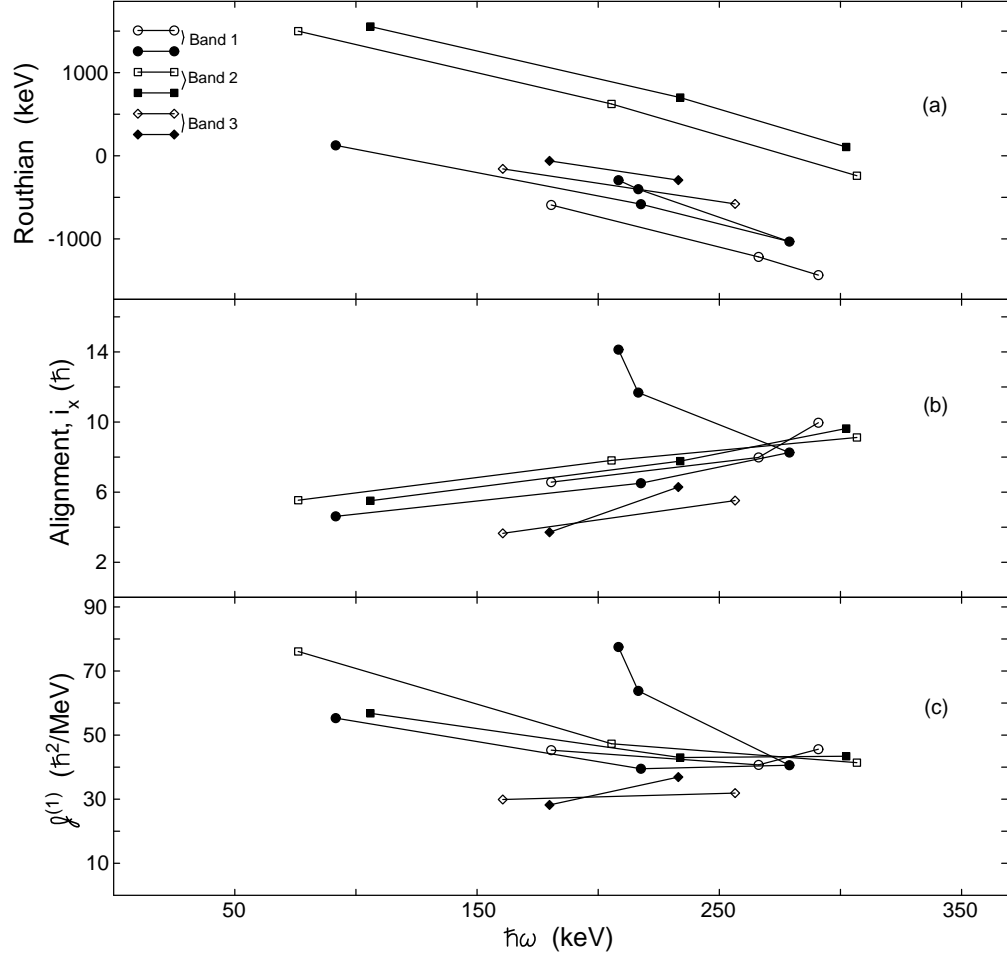 Band 1
Band 2
Band 3
(a)
Routhian (keV)
1000
0
-1000
(b)
Alignment, i_x (ℏ)
14
10
6
2
(c)
𝒥^(1) (ℏ²/MeV)
90
70
50
30
10
50
150
250
350
ℏω (keV)